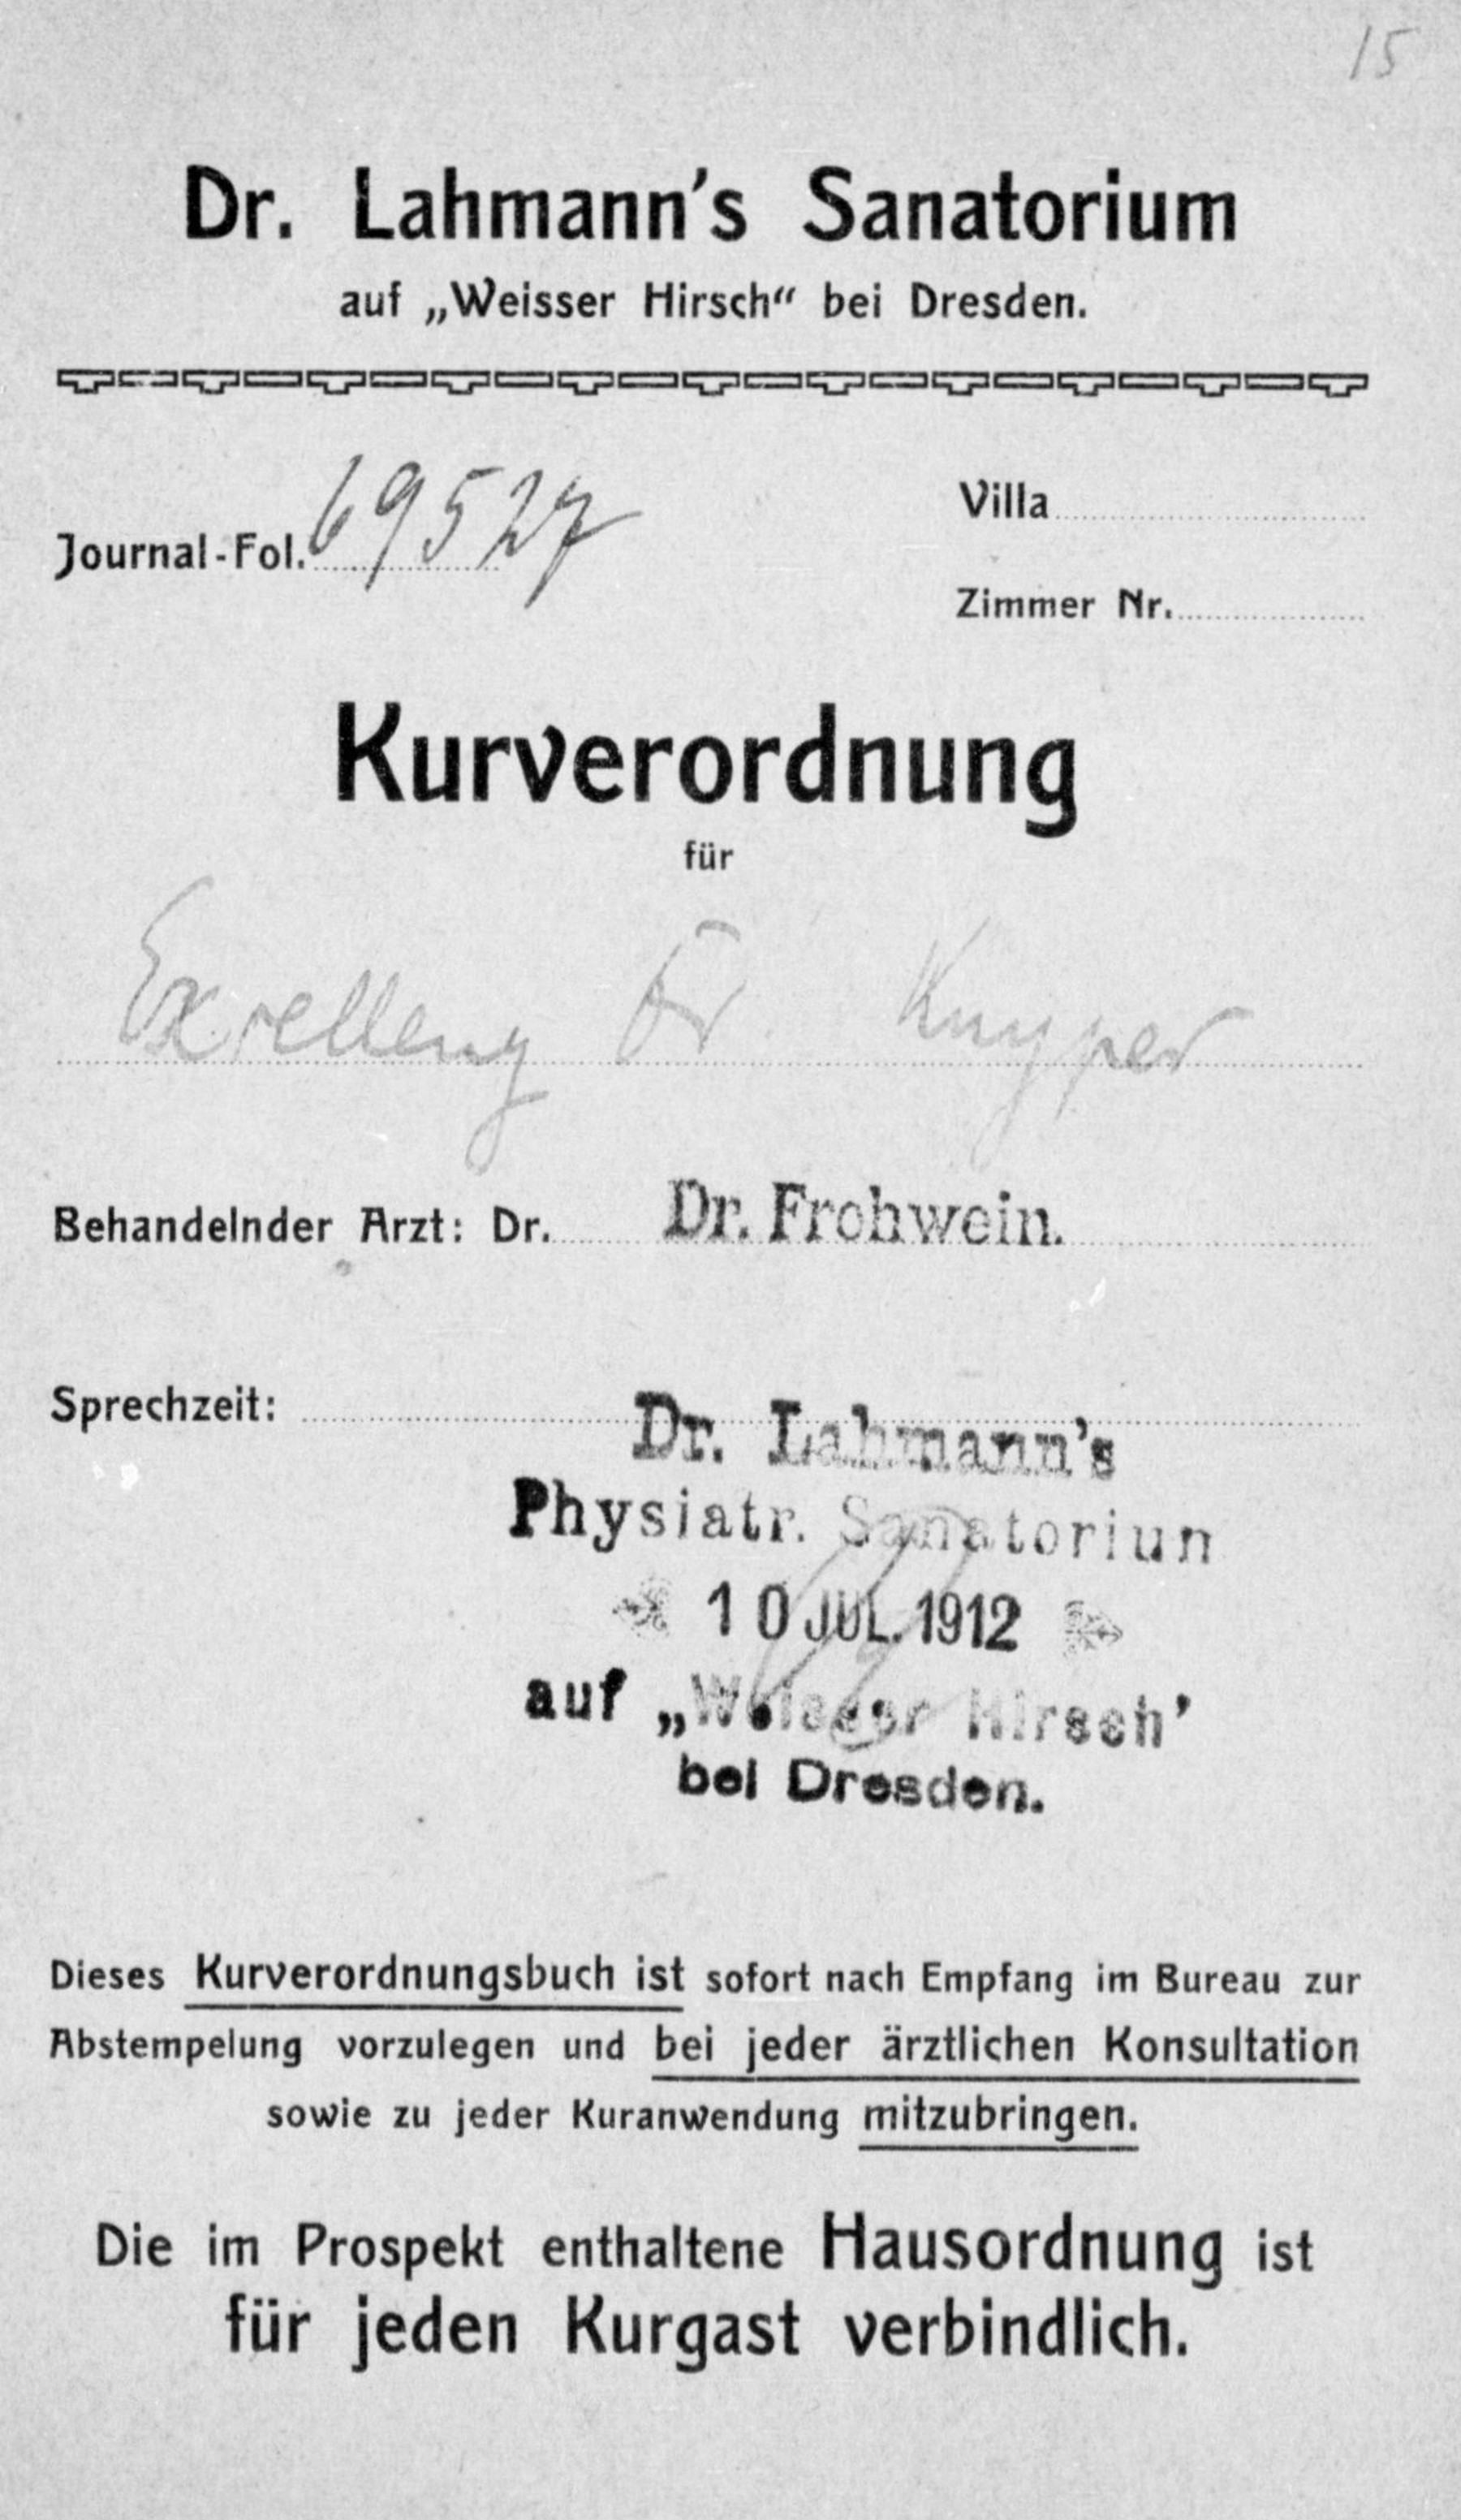 15
Dr. Lahmann's Sanatorium
auf „Weisser Hirsch“ bei Dresden.
Journal-Fol. 69527
Villa
Zimmer Nr.
Kurverordnung
für
Excellenz Dr Kuyper
Behandelnder Arzt: Dr. Dr. Frohwein.
Sprechzeit:
Dr. Lahmann's
Physiatr. Sanatoriun
10 JUL. 1912
auf „Weisser Hirsch’
bei Dresden.
Dieses Kurverordnungsbuch ist sofort nach Empfang im Bureau zur
Abstempelung vorzulegen und bei jeder ärztlichen Konsultation
sowie zu jeder Kuranwendung mitzubringen.
Die im Prospekt enthaltene Hausordnung ist
für jeden Kurgast verbindlich.